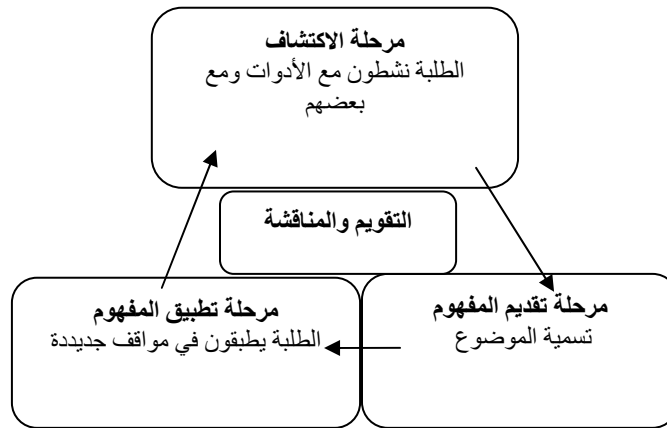 مرحلة الاكتشاف
الطلبة نشطون مع الأدوات ومع
بعضهم
التقويم والمناقشة
مرحلة تقديم المفهوم
تسمية الموضوع
مرحلة تطبيق المفهوم
الطلبة يطبقون في مواقف جديددة